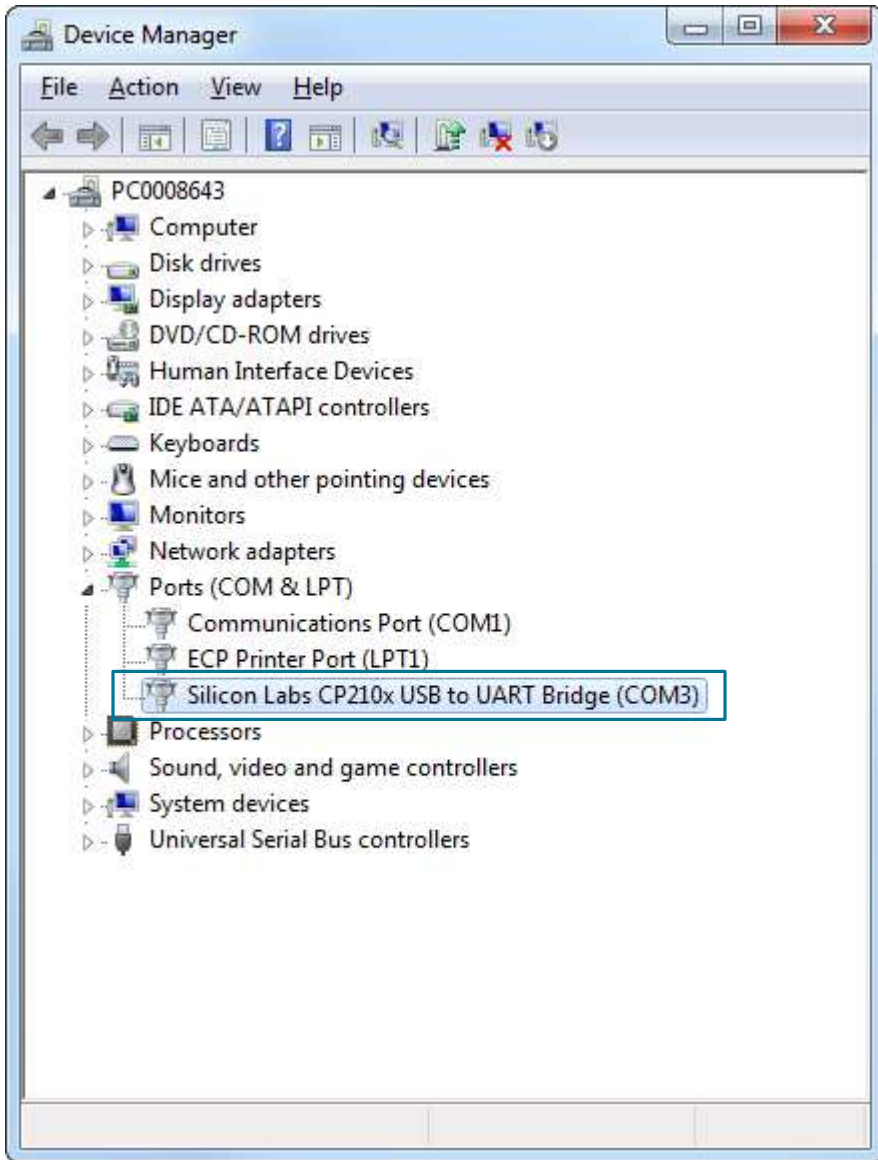 Device Manager
File Action View Help
PC0008643
Computer
Disk drives
Display adapters
DVD/CD-ROM drives
Human Interface Devices
IDE ATA/ATAPI controllers
Keyboards
Mice and other pointing devices
Monitors
Network adapters
Ports (COM & LPT)
Communications Port (COM1)
ECP Printer Port (LPT1)
Silicon Labs CP210x USB to UART Bridge (COM3)
Processors
Sound, video and game controllers
System devices
Universal Serial Bus controllers